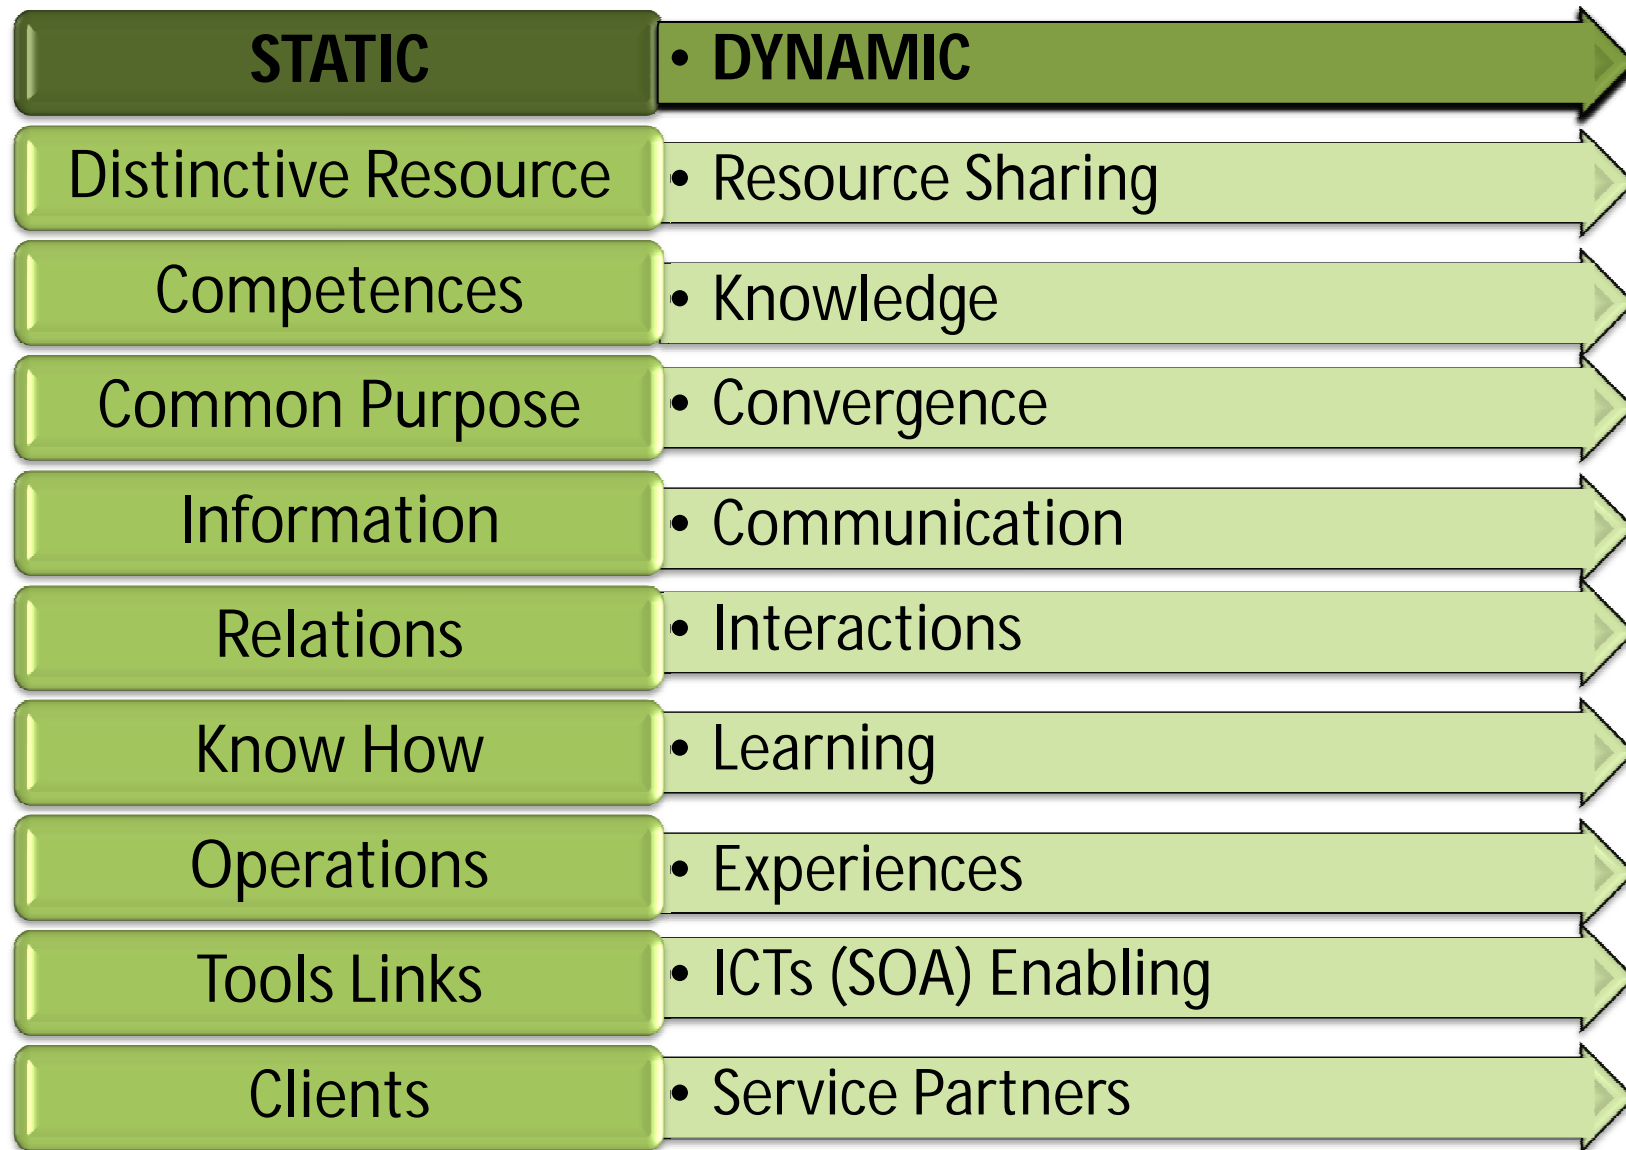 STATIC
• DYNAMIC
Distinctive Resource
• Resource Sharing
Competences
• Knowledge
Common Purpose
• Convergence
Information
• Communication
Relations
• Interactions
Know How
• Learning
Operations
• Experiences
Tools Links
• ICTs (SOA) Enabling
Clients
• Service Partners